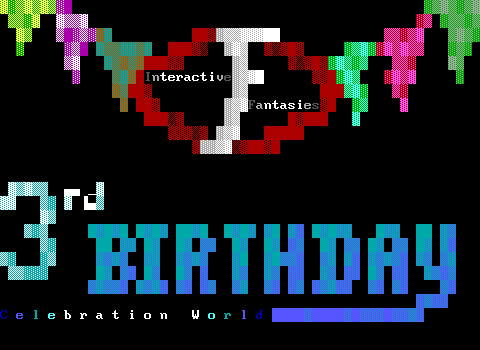 Interactive
Fantasies
3rd
BIRTHDAY
Celebration World